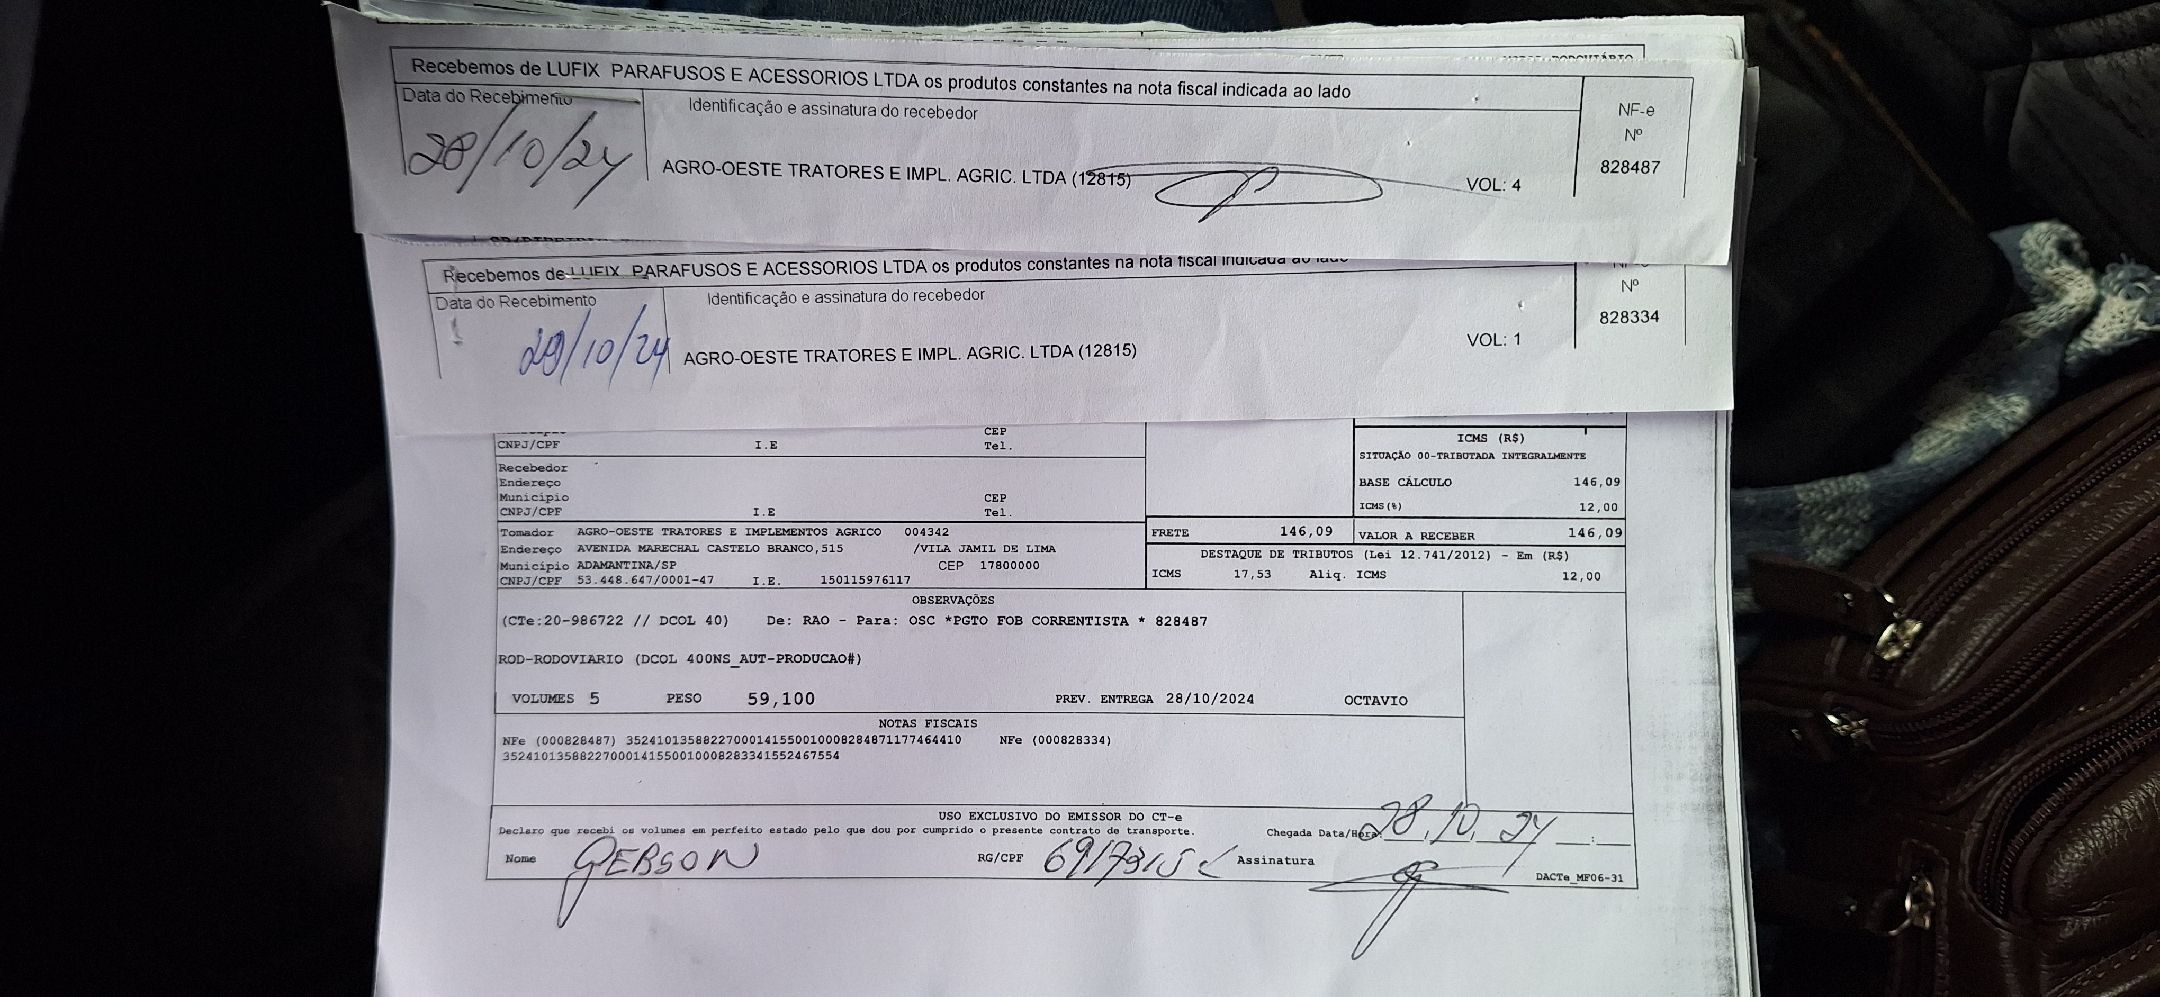 Recebemos de LUFIX PARAFUSOS E ACESSORIOS LTDA os produtos constantes na nota fiscal indicada ao lado
Data do Recebimento
Identificação e assinatura do recebedor
NF-e
Nº
828487
28/10/24
AGRO-OESTE TRATORES E IMPL. AGRIC. LTDA (12815)
VOL: 4
Recebemos de LUFIX PARAFUSOS E ACESSORIOS LTDA os produtos constantes na nota fiscal indicada ao lado
Data do Recebimento
Identificação e assinatura do recebedor
Nº
828334
29/10/24
AGRO-OESTE TRATORES E IMPL. AGRIC. LTDA (12815)
VOL: 1
CEP
CNPJ/CPF I.E Tel.
ICMS (R$)
SITUAÇÃO 00-TRIBUTADA INTEGRALMENTE
Recebedor
Endereço
BASE CÁLCULO 146,09
Município CEP
CNPJ/CPF I.E Tel.
ICMS(%) 12,00
Tomador AGRO-OESTE TRATORES E IMPLEMENTOS AGRICO 004342
FRETE 146,09 VALOR A RECEBER 146,09
Endereço AVENIDA MARECHAL CASTELO BRANCO,515 /VILA JAMIL DE LIMA
DESTAQUE DE TRIBUTOS (Lei 12.741/2012) - Em (R$)
Município ADAMANTINA/SP CEP 17800000
CNPJ/CPF 53.448.647/0001-47 I.E. 150115976117
ICMS 17,53 Aliq. ICMS 12,00
OBSERVAÇÕES
(CTe:20-986722 // DCOL 40) De: RAO - Para: OSC *PGTO FOB CORRENTISTA * 828487
ROD-RODOVIARIO (DCOL 400NS_AUT-PRODUCAO#)
VOLUMES 5 PESO 59,100 PREV. ENTREGA 28/10/2024 OCTAVIO
NOTAS FISCAIS
NFe (000828487) 35241013588227000141550010008284871177464410 NFe (000828334)
35241013588227000141550010008283341552467554
USO EXCLUSIVO DO EMISSOR DO CT-e
Declaro que recebi os volumes em perfeito estado pelo que dou por cumprido o presente contrato de transporte.
Chegada Data/Hora 28.10.24 __:__
Nome GEBSON RG/CPF Assinatura
DACTe_MF06-31